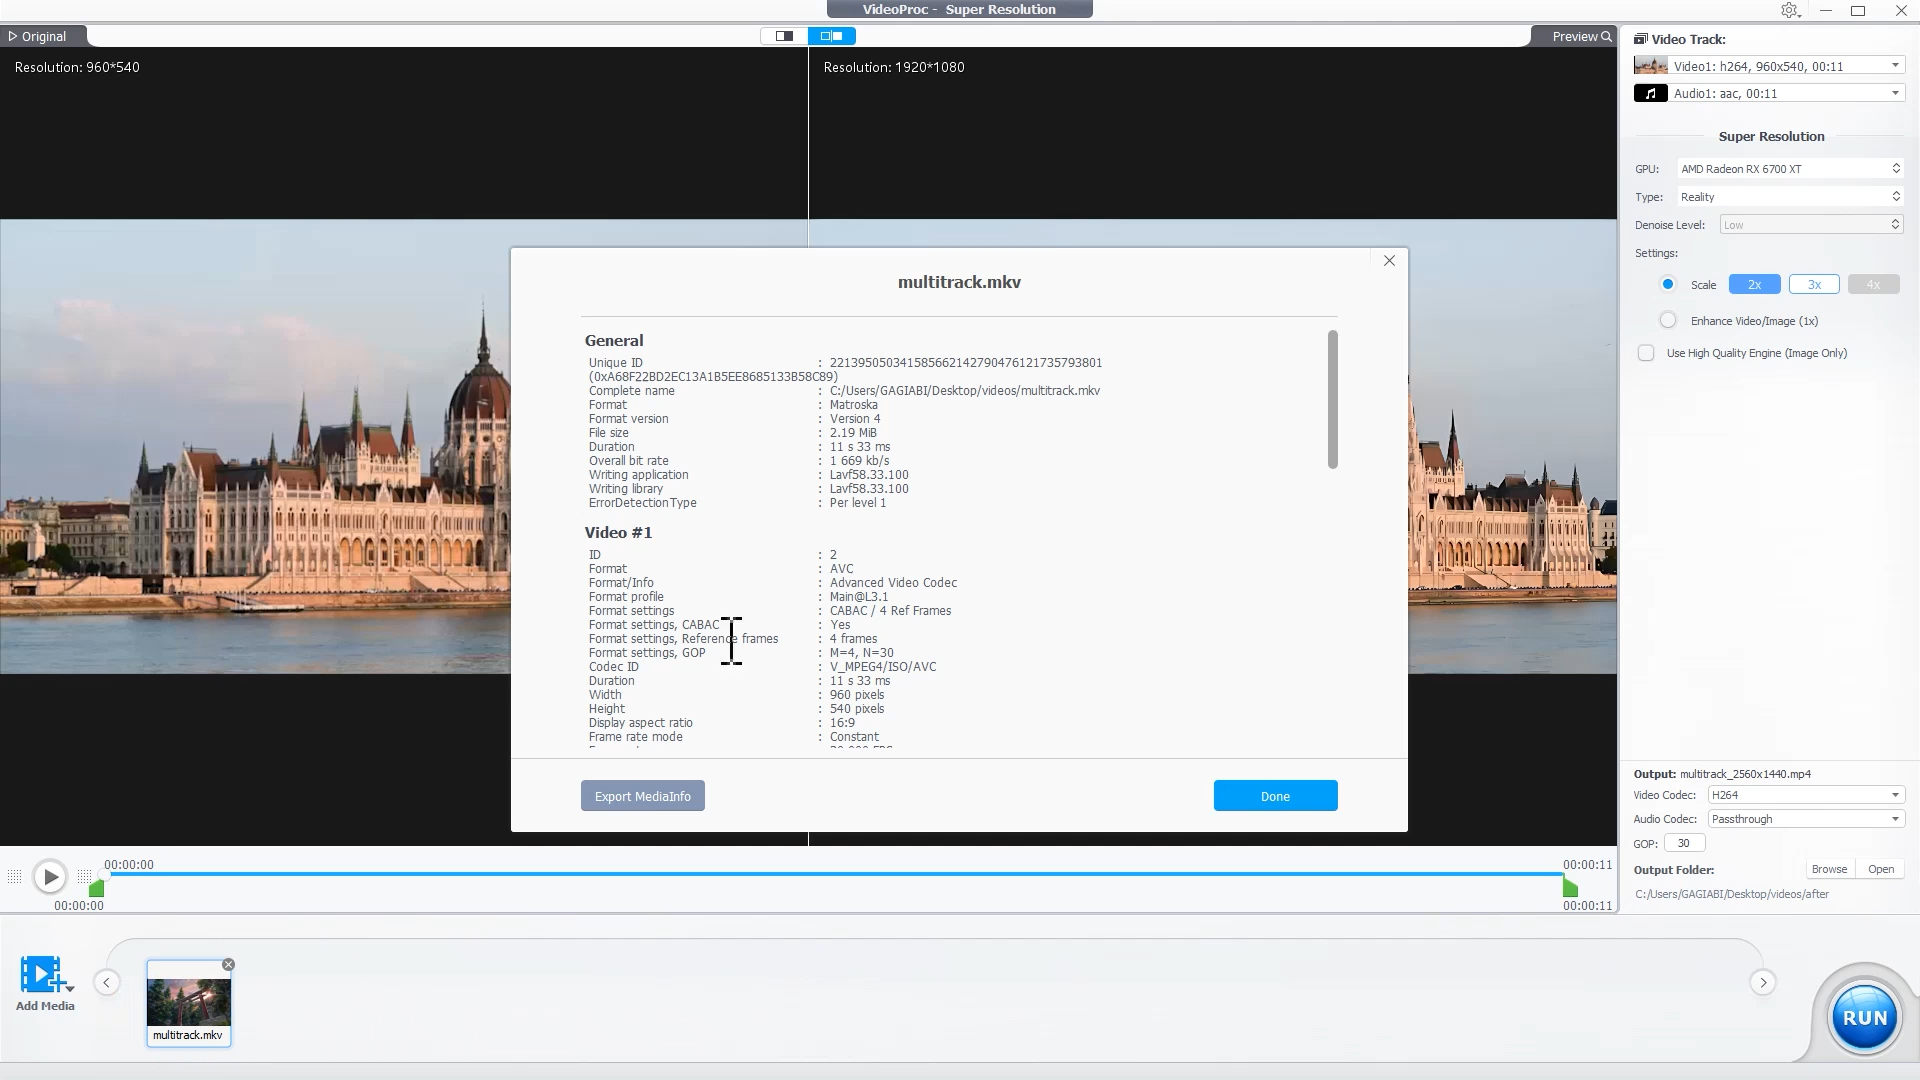 VideoProc - Super Resolution
Original
Preview
Resolution: 960*540
Resolution: 1920*1080
multitrack.mkv
General
Unique ID : 221395050341585662142790476121735793801
(0xA68F22BD2EC13A1B5EE8685133B58C89)
Complete name : C:/Users/GAGIABI/Desktop/videos/multitrack.mkv
Format : Matroska
Format version : Version 4
File size : 2.19 MiB
Duration : 11 s 33 ms
Overall bit rate : 1 669 kb/s
Writing application : Lavf58.33.100
Writing library : Lavf58.33.100
ErrorDetectionType : Per level 1
Video #1
ID : 2
Format : AVC
Format/Info : Advanced Video Codec
Format profile : Main@L3.1
Format settings : CABAC / 4 Ref Frames
Format settings, CABAC : Yes
Format settings, Reference frames : 4 frames
Format settings, GOP : M=4, N=30
Codec ID : V_MPEG4/ISO/AVC
Duration : 11 s 33 ms
Width : 960 pixels
Height : 540 pixels
Display aspect ratio : 16:9
Frame rate mode : Constant
Export MediaInfo
Done
Video Track:
Video1: h264, 960x540, 00:11
Audio1: aac, 00:11
Super Resolution
GPU: AMD Radeon RX 6700 XT
Type: Reality
Denoise Level: Low
Settings:
Scale 2x 3x 4x
Enhance Video/Image (1x)
Use High Quality Engine (Image Only)
Output: multitrack_2560x1440.mp4
Video Codec: H264
Audio Codec: Passthrough
GOP: 30
Output Folder: Browse Open
C:/Users/GAGIABI/Desktop/videos/after
00:00:00
00:00:11
00:00:00
00:00:11
Add Media
multitrack.mkv
RUN